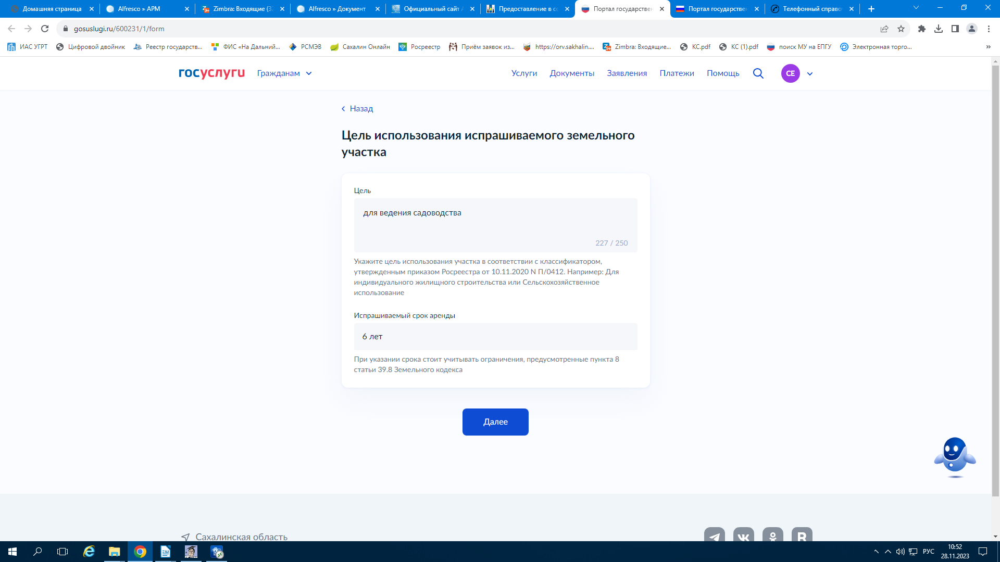 Домашняя страница
Alfresco » АРМ
Zimbra: Входящие (32
Alfresco » Документ
Официальный сайт
Предоставление в со
Портал государствен
Портал государствен
Телефонный справо
gosuslugi.ru/600231/1/form
ИАС УГРТ
Цифровой двойник
Реестр государств...
ФИС «На Дальний...
РСМЭВ
Сахалин Онлайн
Росреестр
Приём заявок из...
https://orv.sakhalin....
Zimbra: Входящие...
КС.pdf
КС (1).pdf
поиск МУ на ЕПГУ
Электронная торго...
»
госуслуги
Гражданам
Услуги
Документы
Заявления
Платежи
Помощь
СЕ
Назад
Цель использования испрашиваемого земельного
участка
Цель
для ведения садоводства
227 / 250
Укажите цель использования участка в соответствии с классификатором,
утвержденным приказом Росреестра от 10.11.2020 N П/0412. Например: Для
индивидуального жилищного строительства или Сельскохозяйственное
использование
Испрашиваемый срок аренды
6 лет
При указании срока стоит учитывать ограничения, предусмотренные пункта 8
статьи 39.8 Земельного кодекса
Далее
Сахалинская область
РУС
10:52
28.11.2023